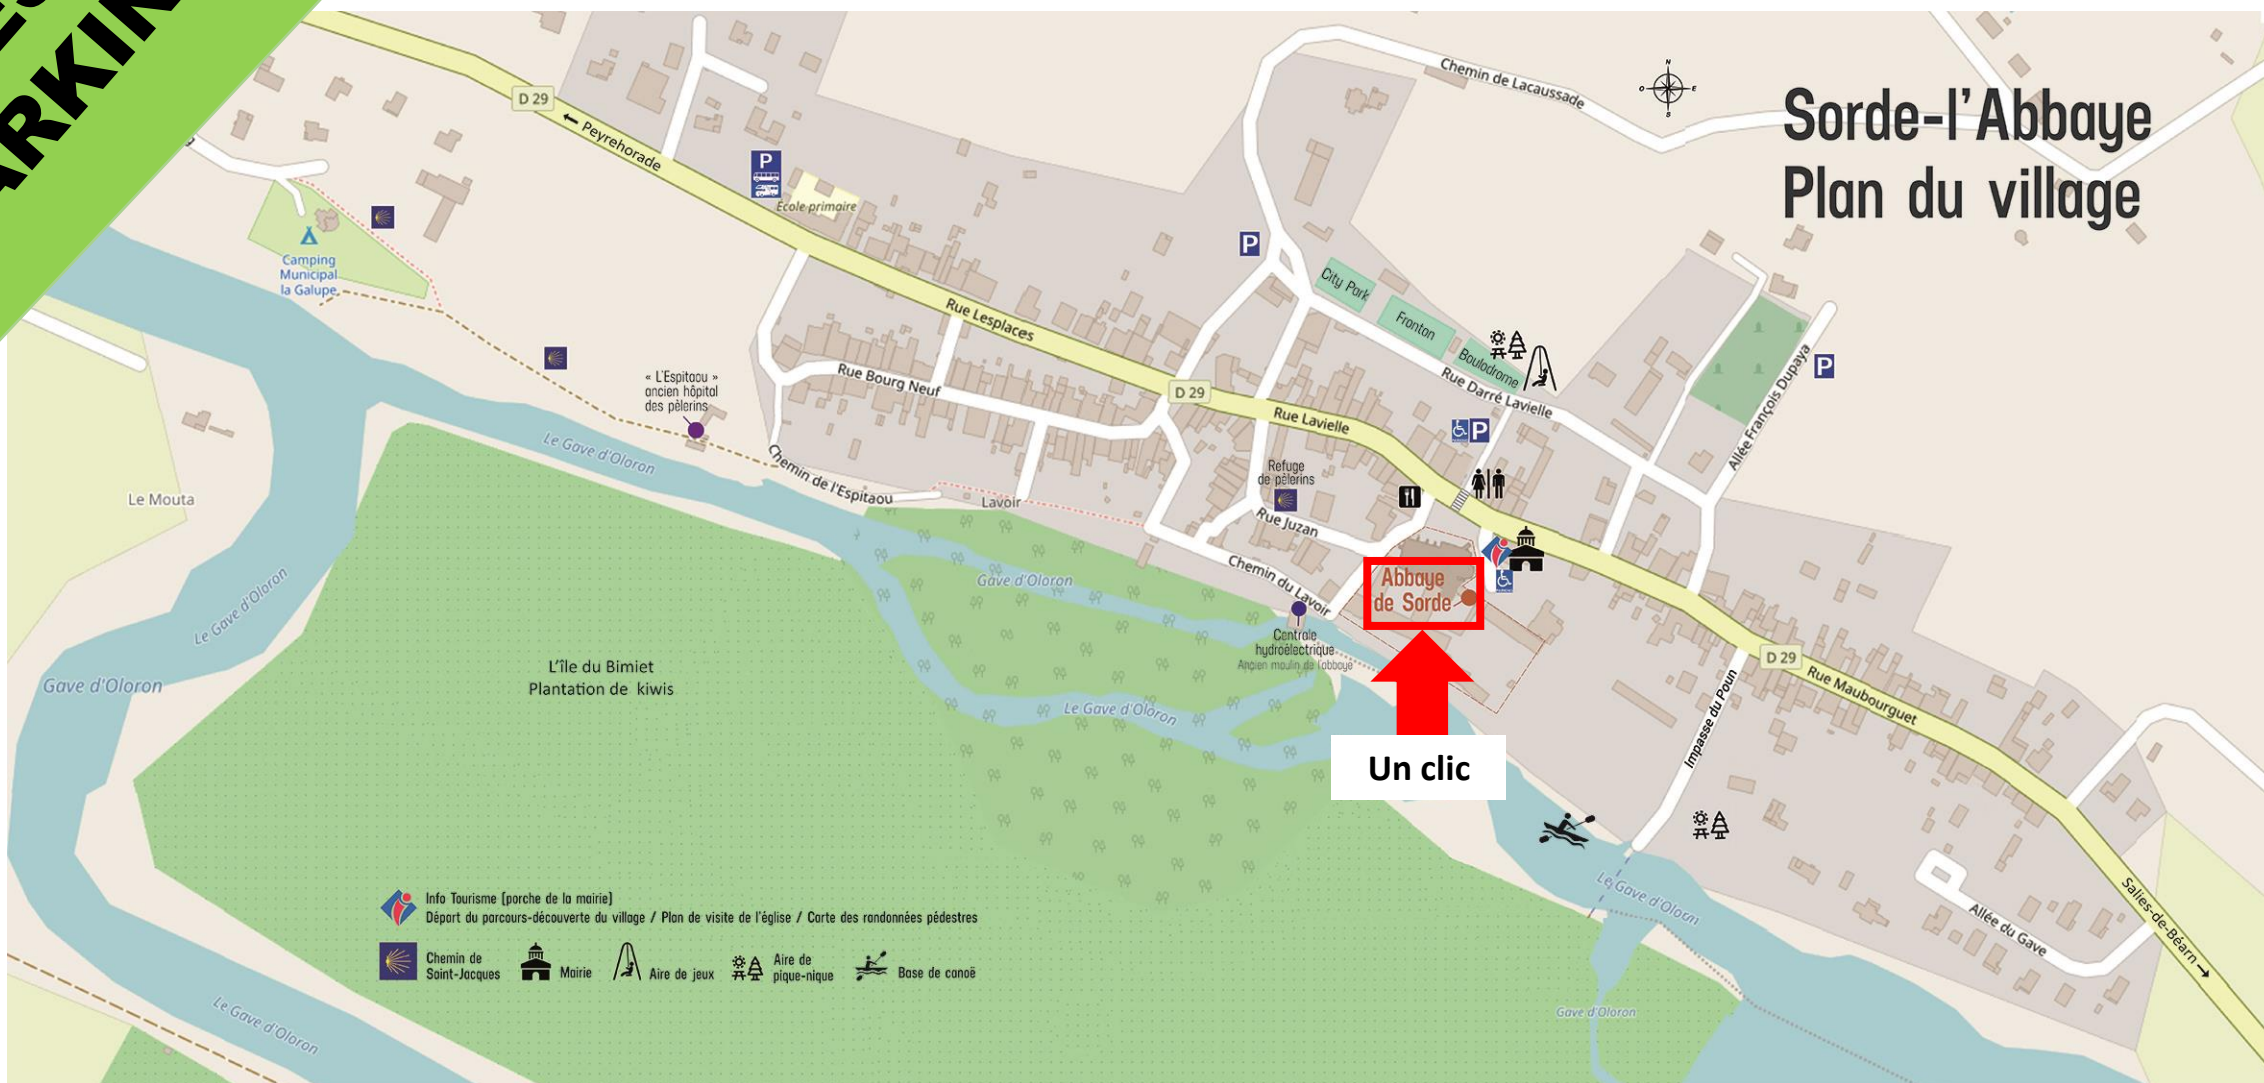 ARKIN
Sorde-l'Abbaye
Plan du village
Chemin de Lacaussade
N
O
E
S
D 29
← Peyrehorade
P
École primaire
P
Camping
Municipal
la Galupe
City Park
Fronton
Boulodrome
Rue Lesplaces
Rue Darré Lavielle
Allée François Dupaya
P
« L'Espitaou »
ancien hôpital
des pèlerins
Rue Bourg Neuf
D 29
Rue Lavielle
P
Le Gave d'Oloron
Chemin de l'Espitaou
Lavoir
Refuge
de pèlerins
Rue Juzan
Le Mouta
Gave d'Oloron
Chemin du Lavoir
Abbaye
de Sorde
Le Gave d'Oloron
Centrale
hydroélectrique
Ancien moulin de l'abbaye
L'île du Bimiet
Plantation de kiwis
Gave d'Oloron
Le Gave d'Oloron
D 29
Rue Maubourguet
Impasse du Poun
Un clic
Le Gave d'Oloron
Salies-de-Béarn →
Allée du Gave
Info Tourisme [porche de la mairie]
Départ du parcours-découverte du village / Plan de visite de l'église / Carte des randonnées pédestres
Chemin de
Saint-Jacques
Mairie
Aire de jeux
Aire de
pique-nique
Base de canoë
Le Gave d'Oloron
Gave d'Oloron